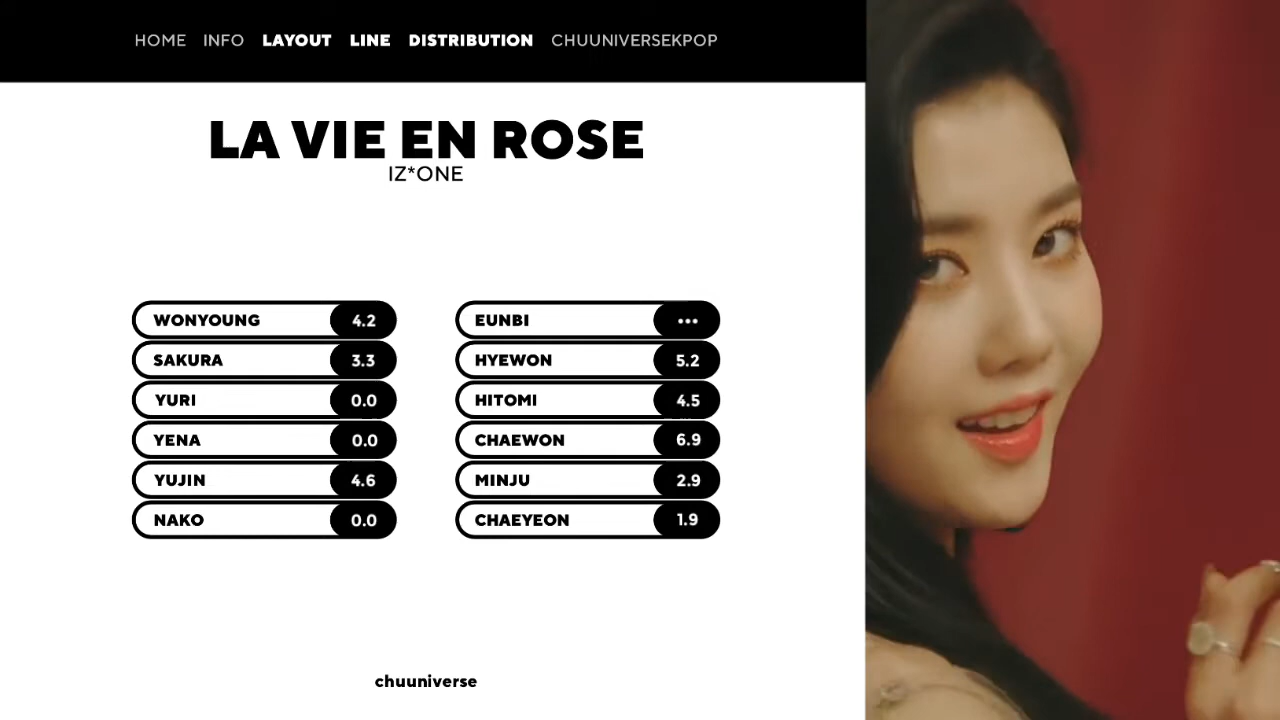 HOME INFO LAYOUT LINE DISTRIBUTION CHUUNIVERSEKPOP
LA VIE EN ROSE
IZ*ONE
WONYOUNG 4.2
SAKURA 3.3
YURI 0.0
YENA 0.0
YUJIN 4.6
NAKO 0.0
EUNBI •••
HYEWON 5.2
HITOMI 4.5
CHAEWON 6.9
MINJU 2.9
CHAEYEON 1.9
chuuniverse